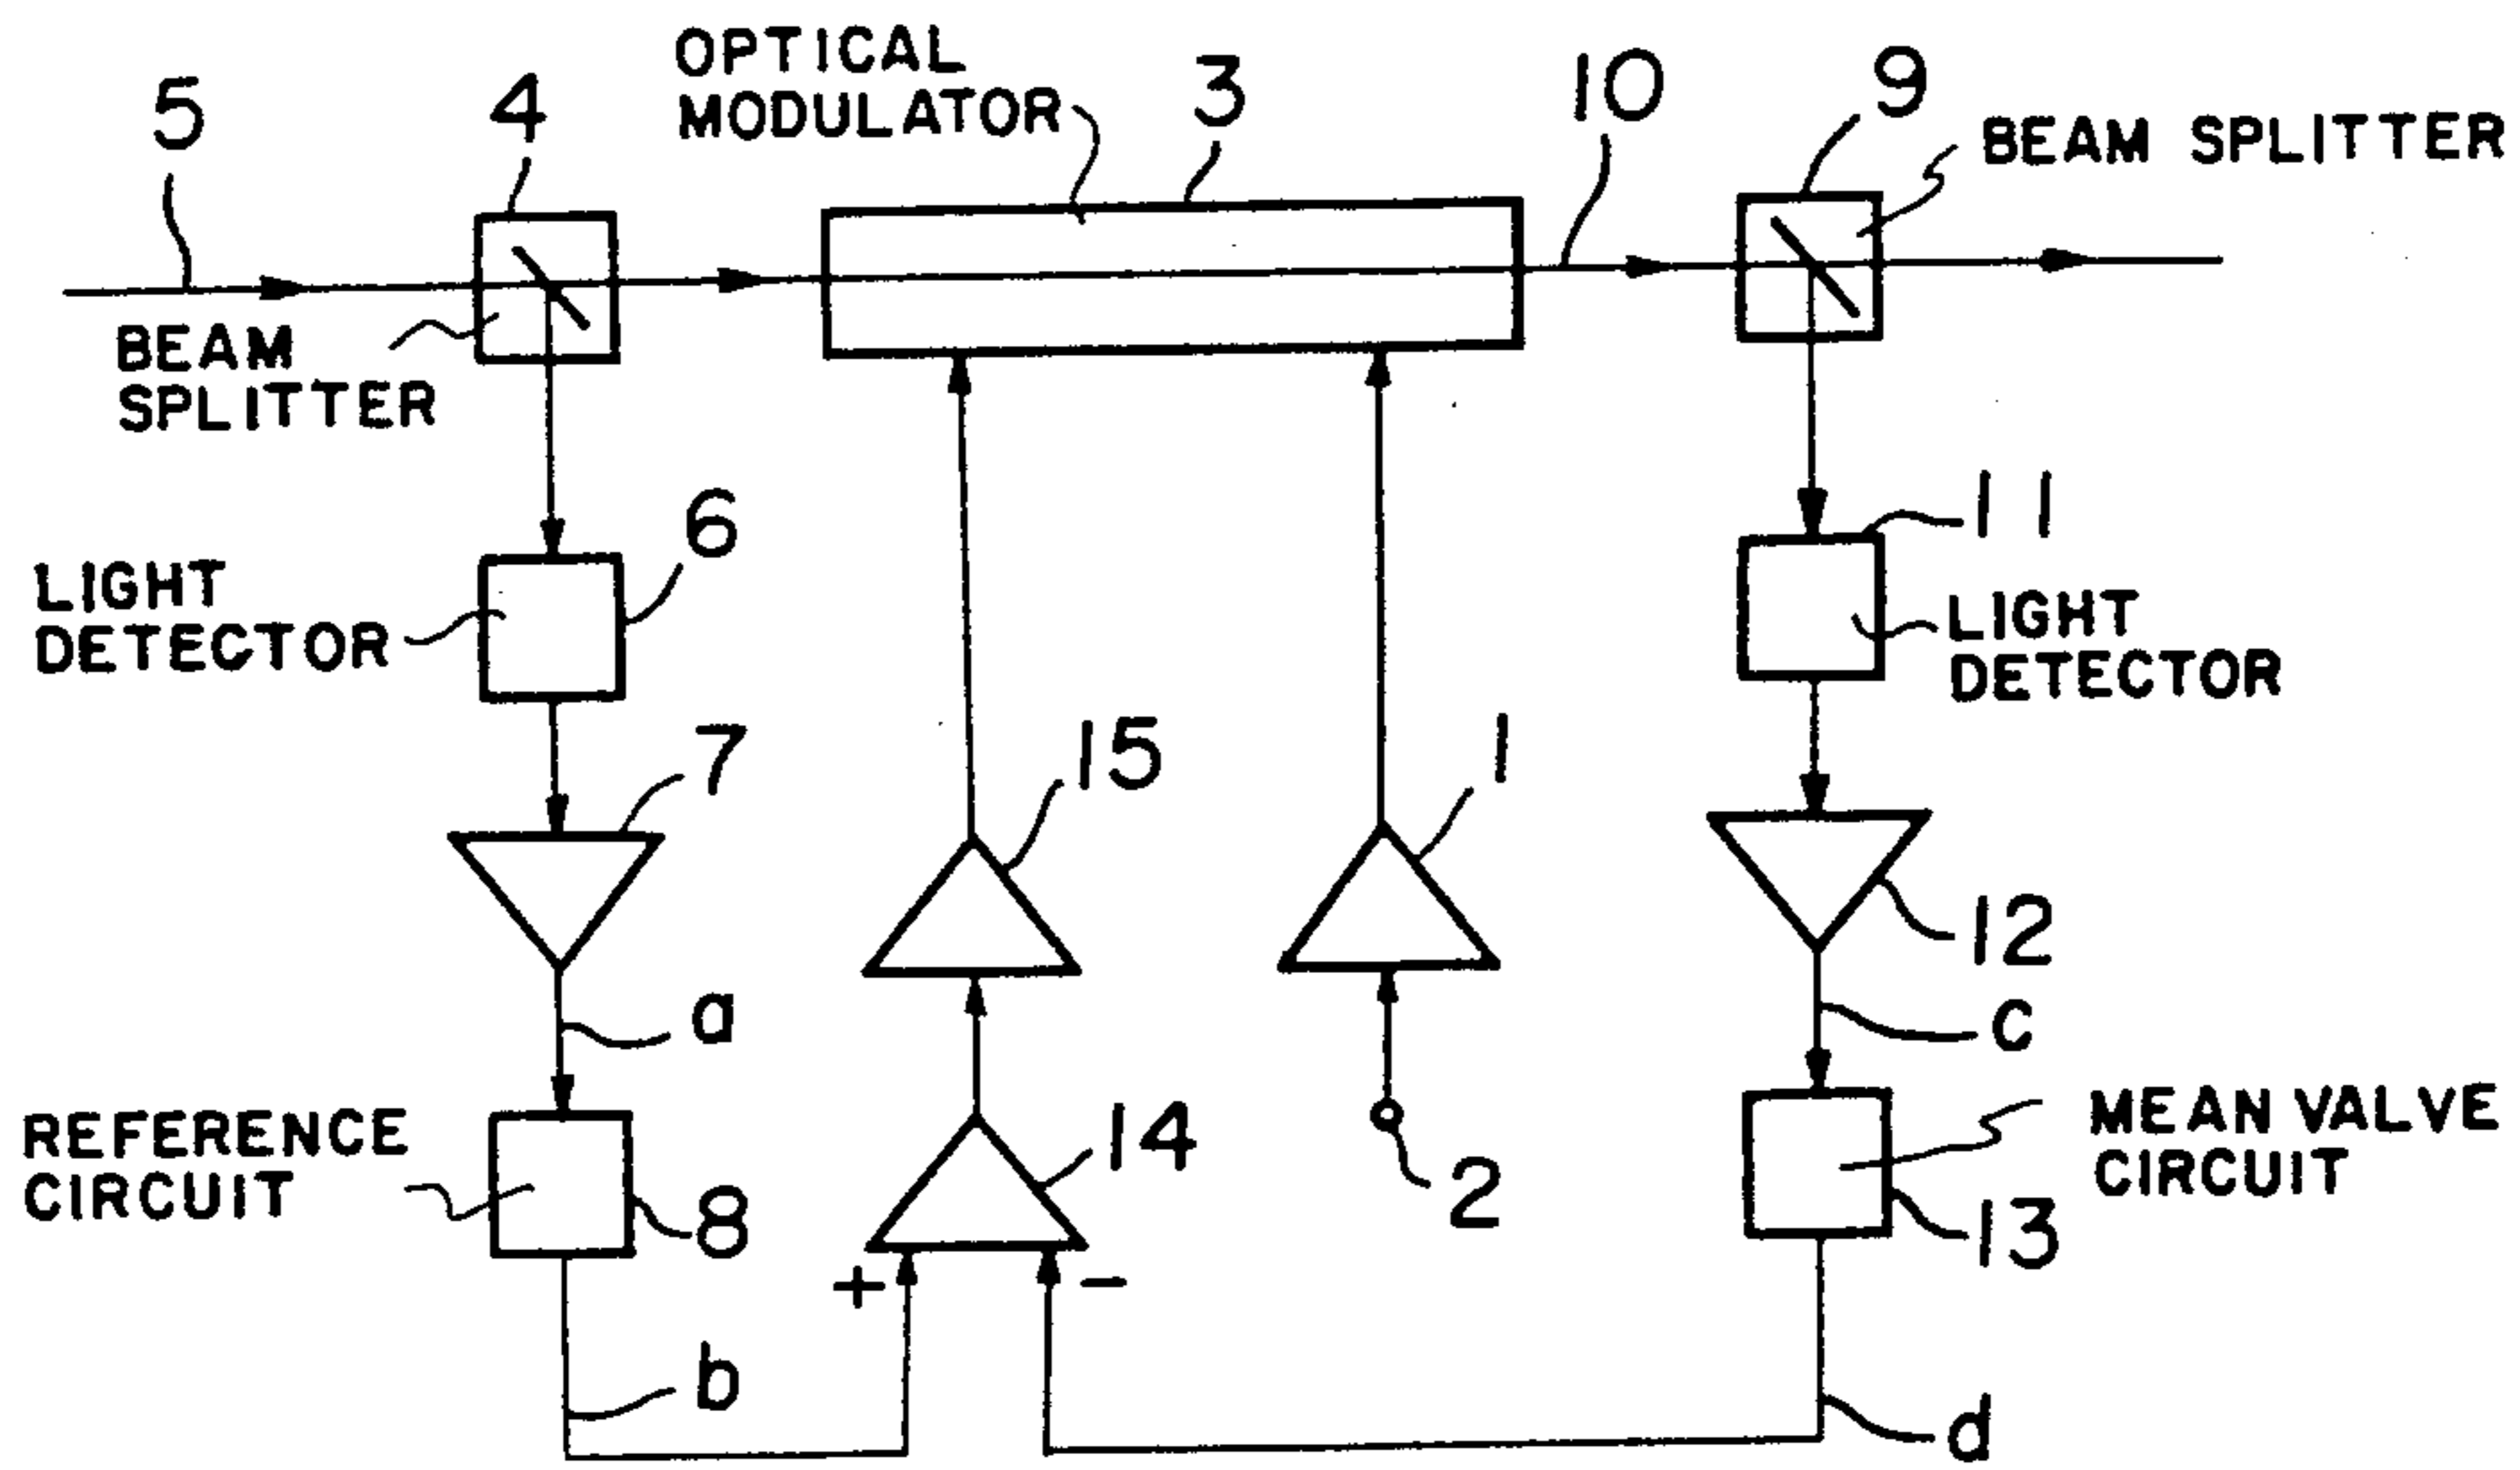 OPTICAL
MODULATOR
5
4
3
10
9
BEAM SPLITTER
BEAM
SPLITTER
6
11
LIGHT
DETECTOR
LIGHT
DETECTOR
7
15
1
12
a
c
REFERENCE
CIRCUIT
8
14
2
MEAN VALVE
CIRCUIT
13
+
-
b
d